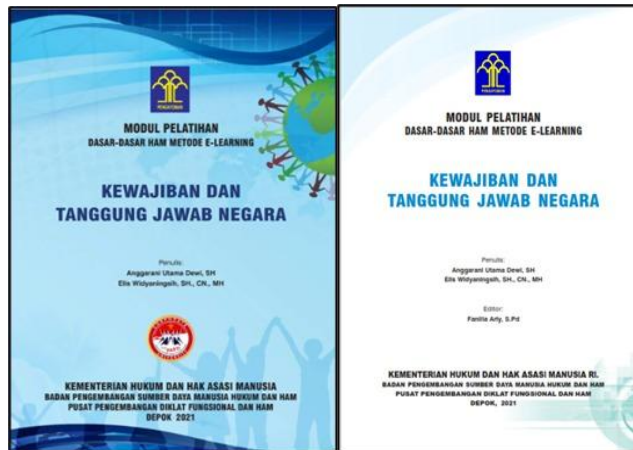 PENGAYOMAN
MODUL PELATIHAN
DASAR-DASAR HAM METODE E-LEARNING
KEWAJIBAN DAN
TANGGUNG JAWAB NEGARA
Penulis:
Anggarani Utama Dewi, SH
Elis Widyaningsih, SH., CN., MH
KEMENTERIAN HUKUM DAN HAK ASASI MANUSIA
BADAN PENGEMBANGAN SUMBER DAYA MANUSIA HUKUM DAN HAM
PUSAT PENGEMBANGAN DIKLAT FUNGSIONAL DAN HAM
DEPOK 2021
PENGAYOMAN
MODUL PELATIHAN
DASAR-DASAR HAM METODE E-LEARNING
KEWAJIBAN DAN
TANGGUNG JAWAB NEGARA
Penulis:
Anggarani Utama Dewi, SH
Elis Widyaningsih, SH., CN., MH
Editor:
Fanilia Arly, S.Pd
KEMENTERIAN HUKUM DAN HAK ASASI MANUSIA RI.
BADAN PENGEMBANGAN SUMBER DAYA MANUSIA HUKUM DAN HAM
PUSAT PENGEMBANGAN DIKLAT FUNGSIONAL DAN HAM
DEPOK, 2021